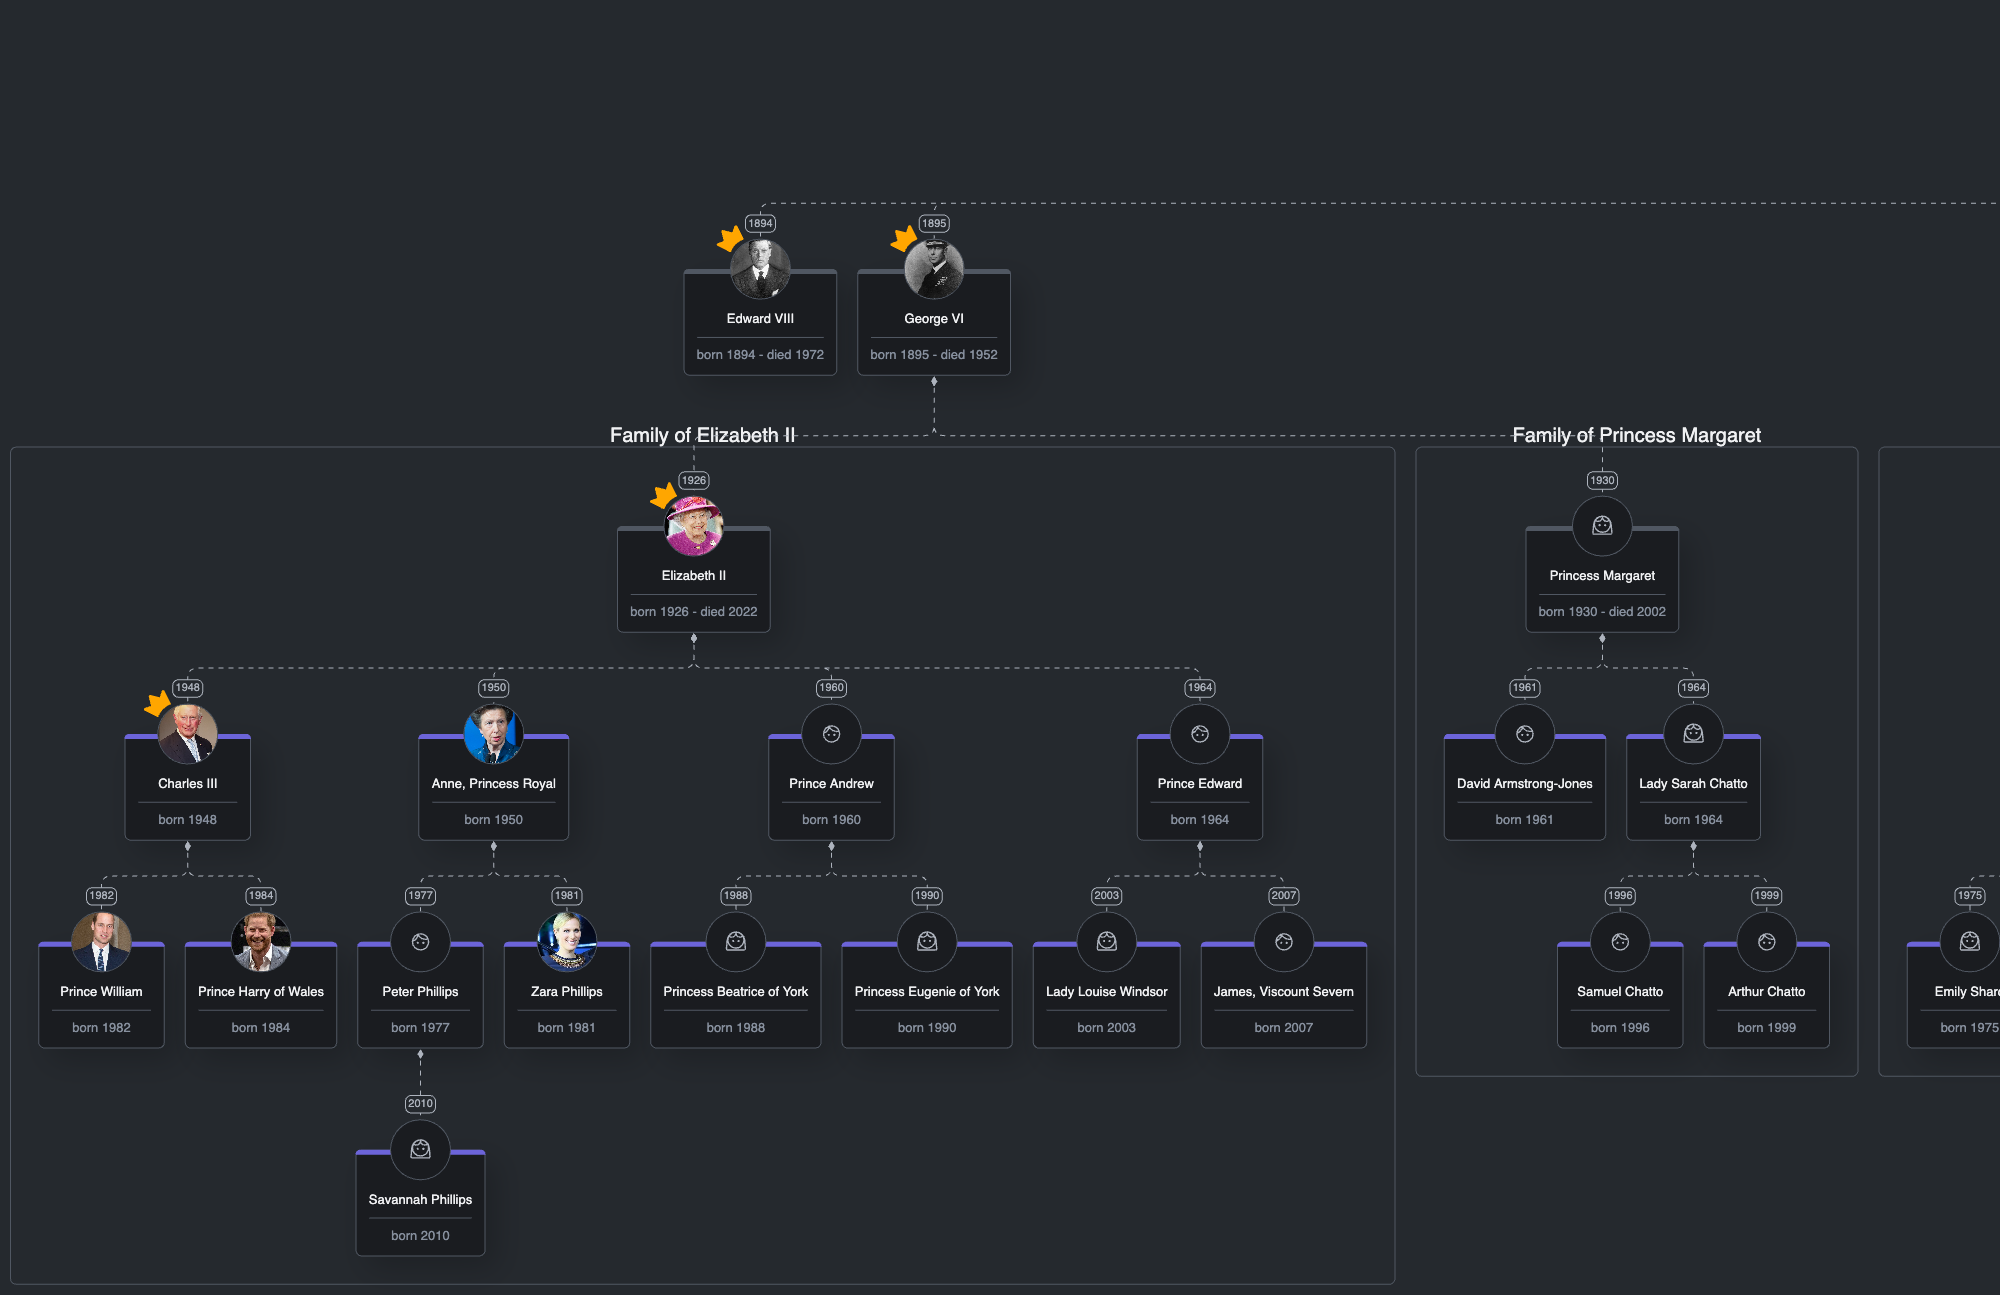 1894
1895
Edward VIII
George VI
born 1894 - died 1972
born 1895 - died 1952
Family of Elizabeth II
Family of Princess Margaret
1926
1930
Elizabeth II
Princess Margaret
born 1926 - died 2022
born 1930 - died 2002
1948
1950
1960
1964
1961
1964
Charles III
Anne, Princess Royal
Prince Andrew
Prince Edward
David Armstrong-Jones
Lady Sarah Chatto
born 1948
born 1950
born 1960
born 1964
born 1961
born 1964
1982
1984
1977
1981
1988
1990
2003
2007
1996
1999
1975
Prince William
Prince Harry of Wales
Peter Phillips
Zara Phillips
Princess Beatrice of York
Princess Eugenie of York
Lady Louise Windsor
James, Viscount Severn
Samuel Chatto
Arthur Chatto
Emily
born 1982
born 1984
born 1977
born 1981
born 1988
born 1990
born 2003
born 2007
born 1996
born 1999
born 1975
2010
Savannah Phillips
born 2010